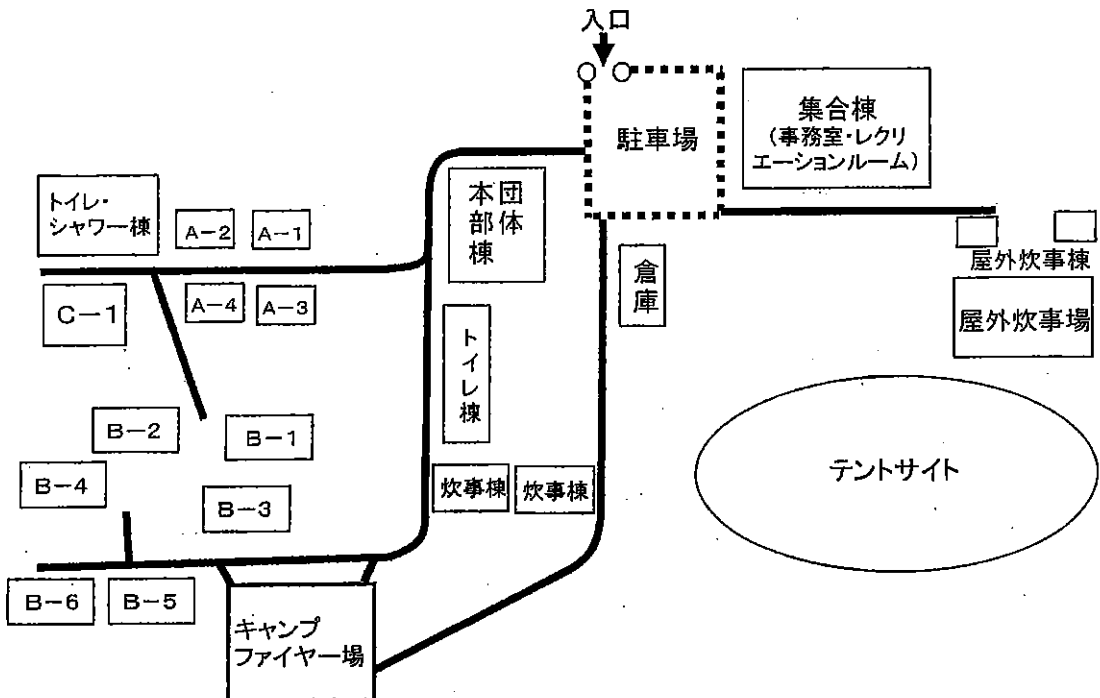 入口
駐車場
集合棟
(事務室・レクリ
エーションルーム)
団体
本部棟
トイレ・
シャワー棟
A-2
A-1
C-1
A-4
A-3
倉庫
屋外炊事棟
屋外炊事場
トイレ棟
B-2
B-1
テントサイト
B-4
B-3
炊事棟
炊事棟
B-6
B-5
キャンプ
ファイヤー場